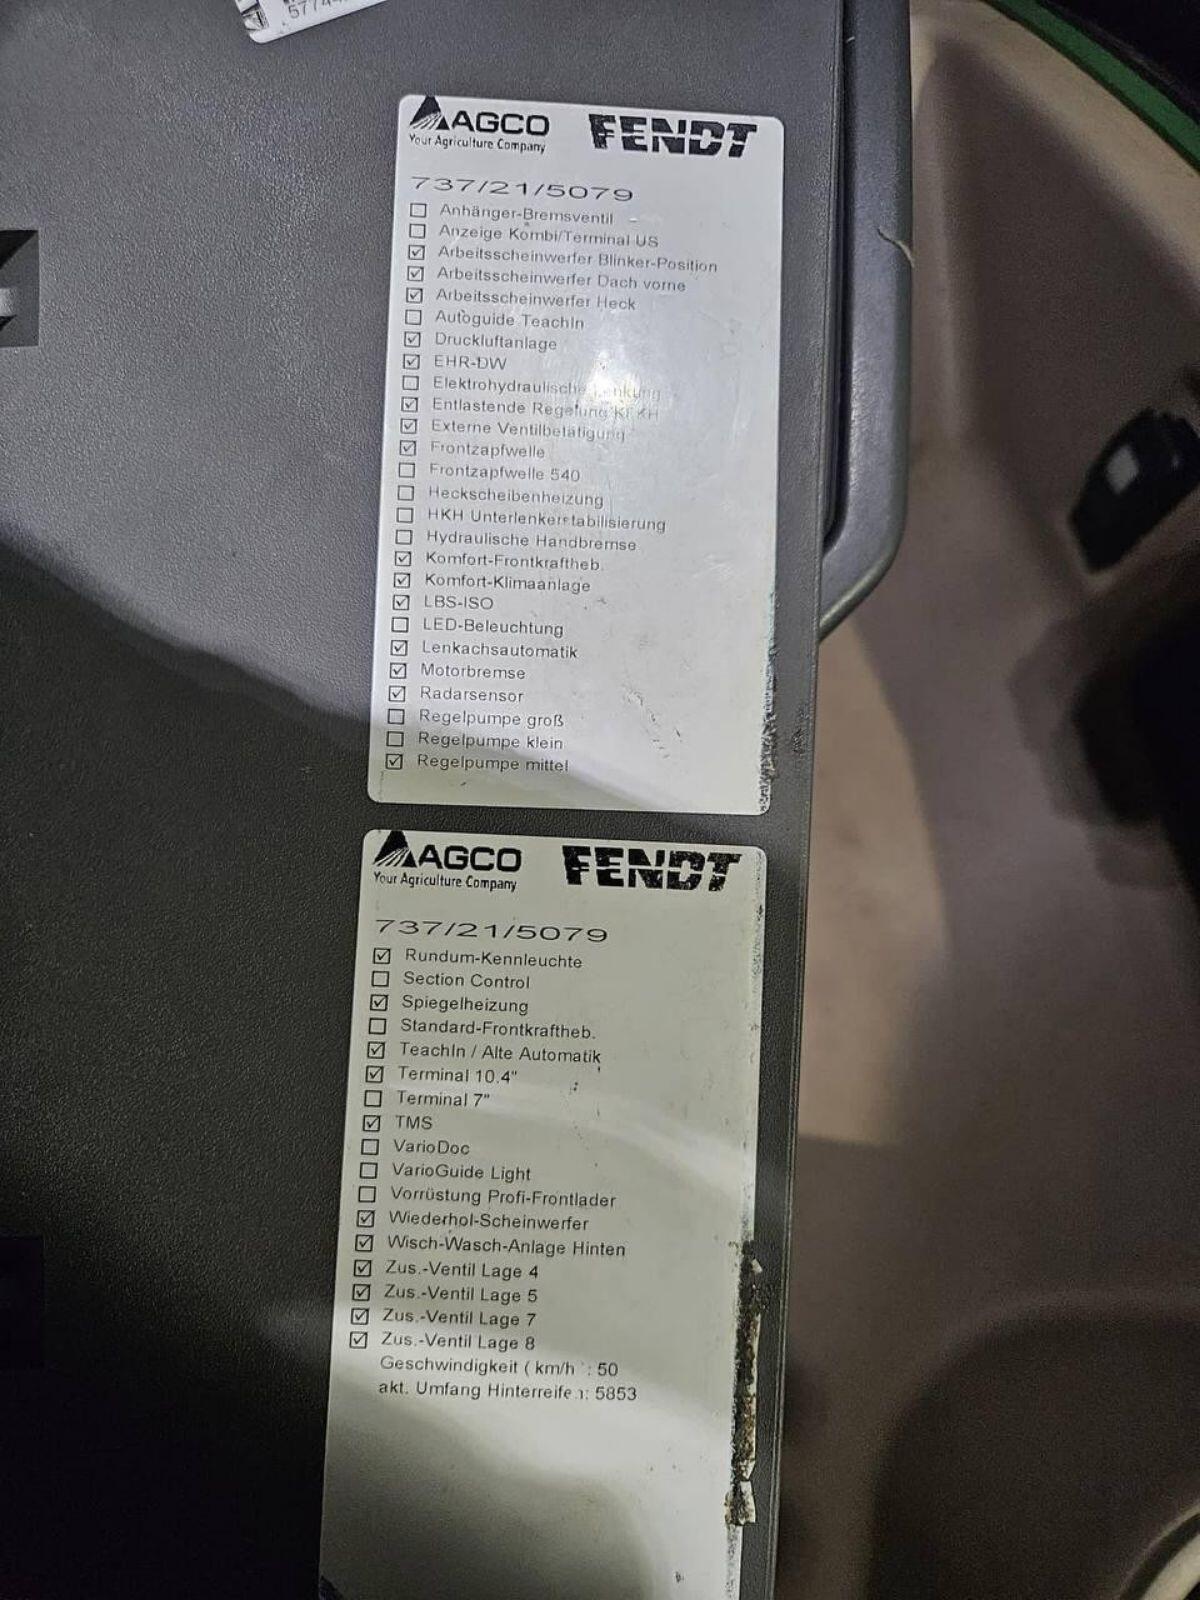 .57744
AGCO FENDT
Your Agriculture Company
737/21/5079
☐ Anhänger-Bremsventil
☐ Anzeige Kombi/Terminal US
☑ Arbeitsscheinwerfer Blinker-Position
☑ Arbeitsscheinwerfer Dach vorne
☑ Arbeitsscheinwerfer Heck
☐ Autoguide TeachIn
☑ Druckluftanlage
☑ EHR-DW
☐ Elektrohydraulische Lenkung
☑ Entlastende Regelung KFKH
☑ Externe Ventilbetätigung
☑ Frontzapfwelle
☐ Frontzapfwelle 540
☐ Heckscheibenheizung
☐ HKH Unterlenkerstabilisierung
☐ Hydraulische Handbremse
☑ Komfort-Frontkraftheb.
☑ Komfort-Klimaanlage
☑ LBS-ISO
☐ LED-Beleuchtung
☑ Lenkachsautomatik
☑ Motorbremse
☑ Radarsensor
☐ Regelpumpe groß
☐ Regelpumpe klein
☑ Regelpumpe mittel
AGCO FENDT
Your Agriculture Company
737/21/5079
☑ Rundum-Kennleuchte
☐ Section Control
☑ Spiegelheizung
☐ Standard-Frontkraftheb.
☑ TeachIn / Alte Automatik
☑ Terminal 10.4"
☐ Terminal 7"
☑ TMS
☐ VarioDoc
☐ VarioGuide Light
☐ Vorrüstung Profi-Frontlader
☑ Wiederhol-Scheinwerfer
☑ Wisch-Wasch-Anlage Hinten
☑ Zus.-Ventil Lage 4
☑ Zus.-Ventil Lage 5
☑ Zus.-Ventil Lage 7
☑ Zus.-Ventil Lage 8
Geschwindigkeit ( km/h : 50
akt. Umfang Hinterreifen: 5853